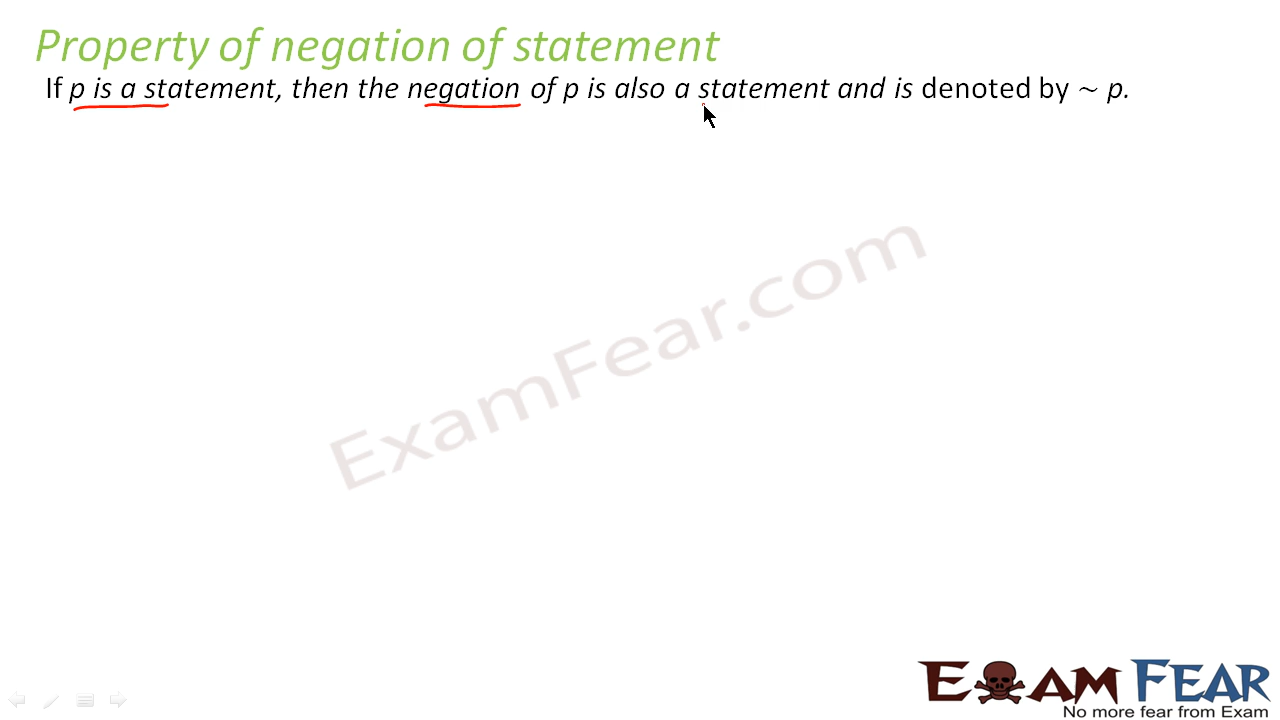 Property of negation of statement
If p is a statement, then the negation of p is also a statement and is denoted by ~ p.
ExamFear.com
EXAM FEAR
No more fear from Exam